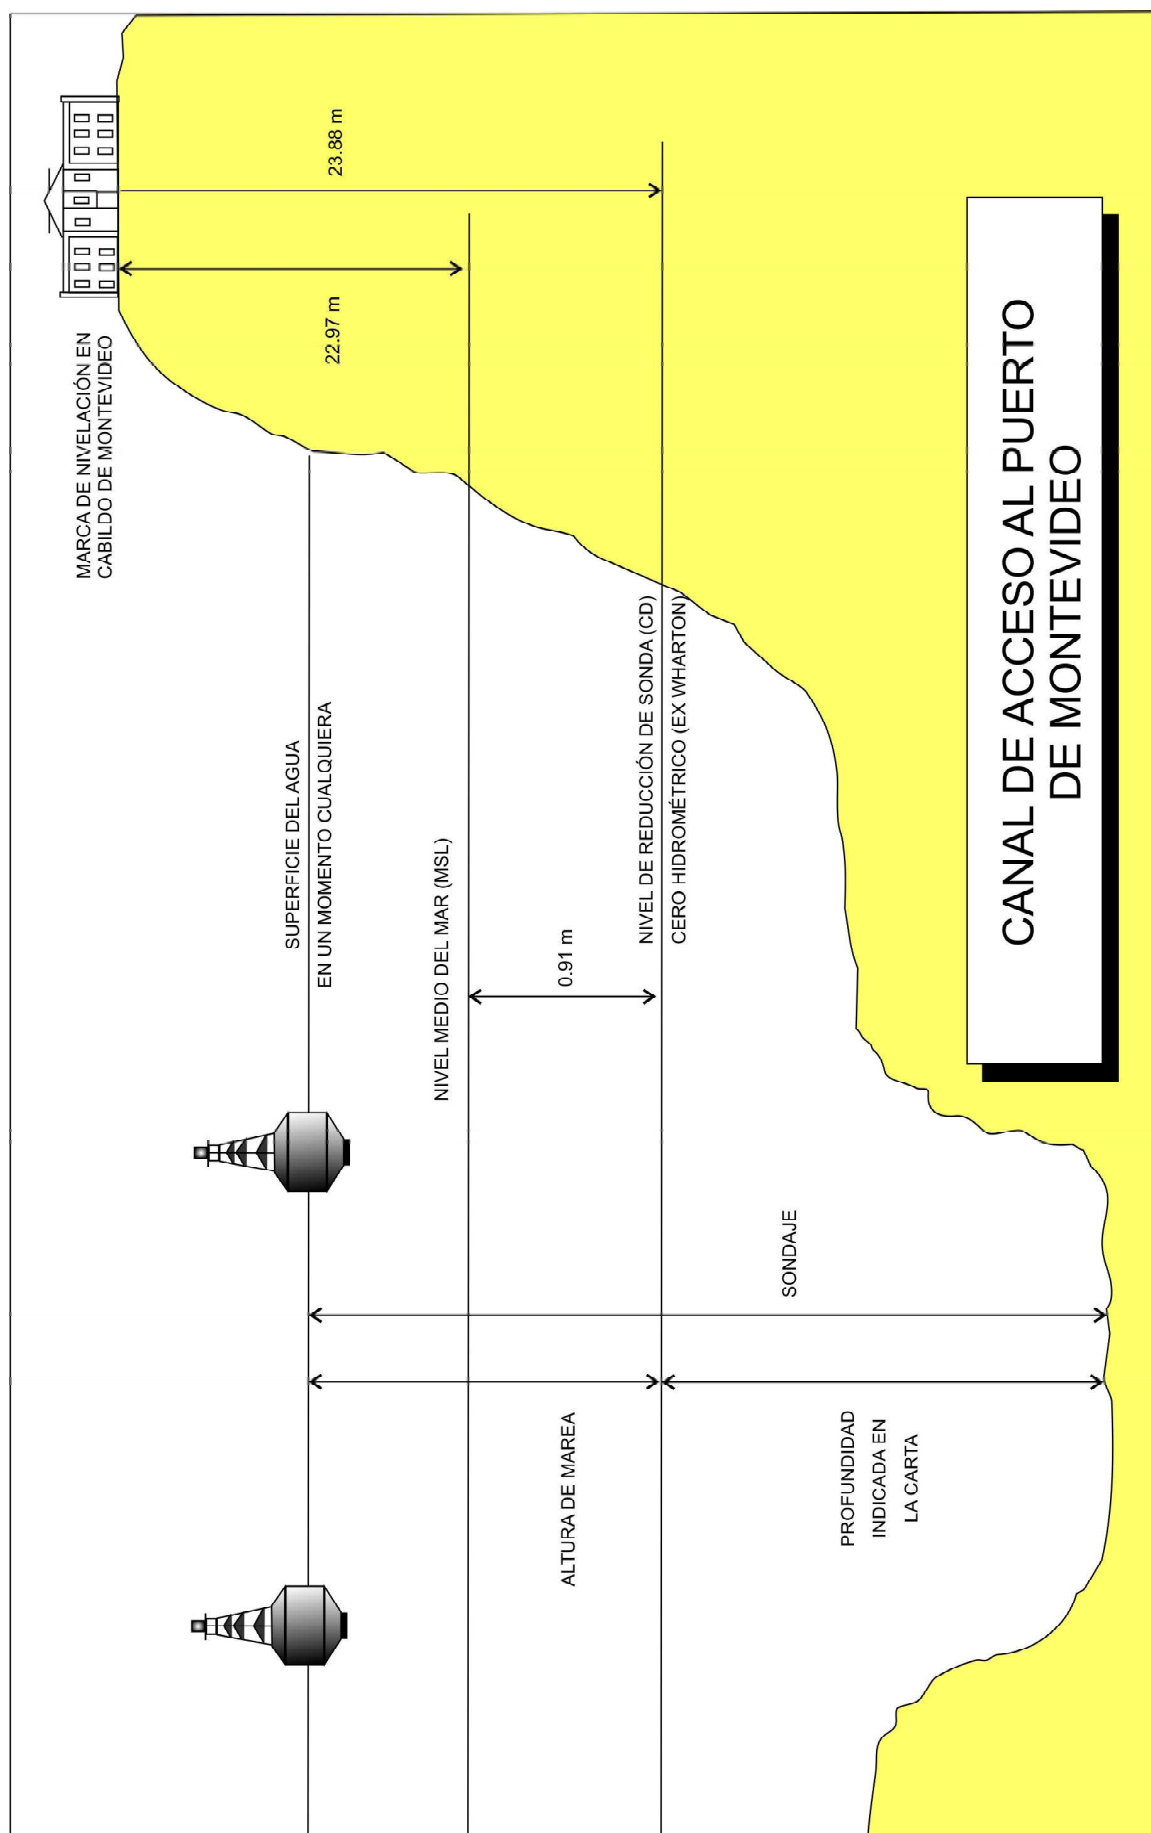 MARCA DE NIVELACIÓN EN
CABILDO DE MONTEVIDEO
23.88 m
22.97 m
SUPERFICIE DEL AGUA
EN UN MOMENTO CUALQUIERA
NIVEL MEDIO DEL MAR (MSL)
0.91 m
NIVEL DE REDUCCIÓN DE SONDA (CD)
CERO HIDROMÉTRICO (EX WHARTON)
SONDAJE
ALTURA DE MAREA
PROFUNDIDAD
INDICADA EN
LA CARTA
CANAL DE ACCESO AL PUERTO
DE MONTEVIDEO